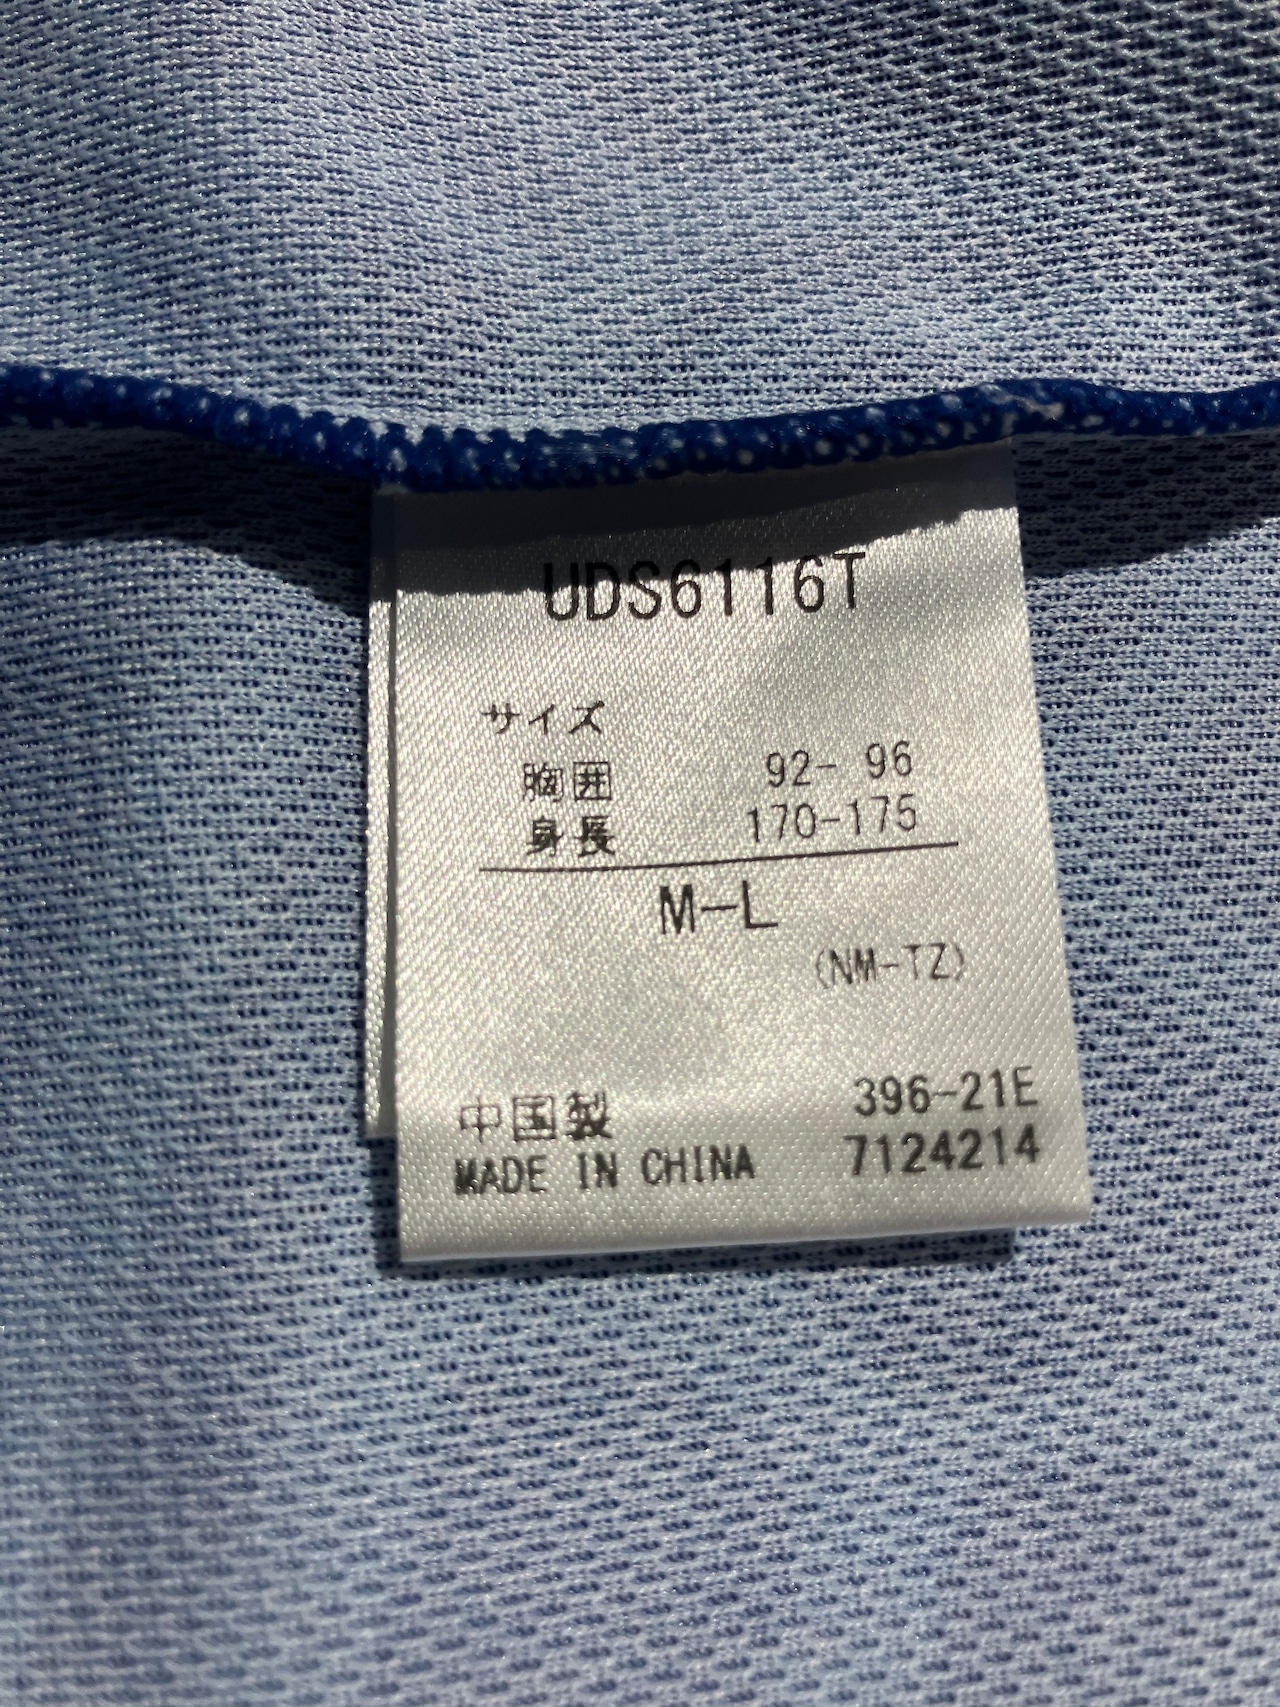 UDS6116T
サイズ
胸囲 92- 96
身長 170-175
M-L
(NM-TZ)
中国製 396-21E
MADE IN CHINA 7124214